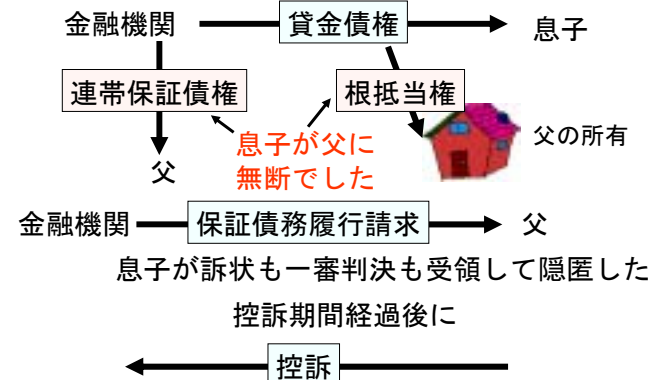 金融機関 貸金債権 息子
連帯保証債権 根抵当権
息子が父に 父の所有
父 無断でした
金融機関 保証債務履行請求 父
息子が訴状も一審判決も受領して隠匿した
控訴期間経過後に
控訴